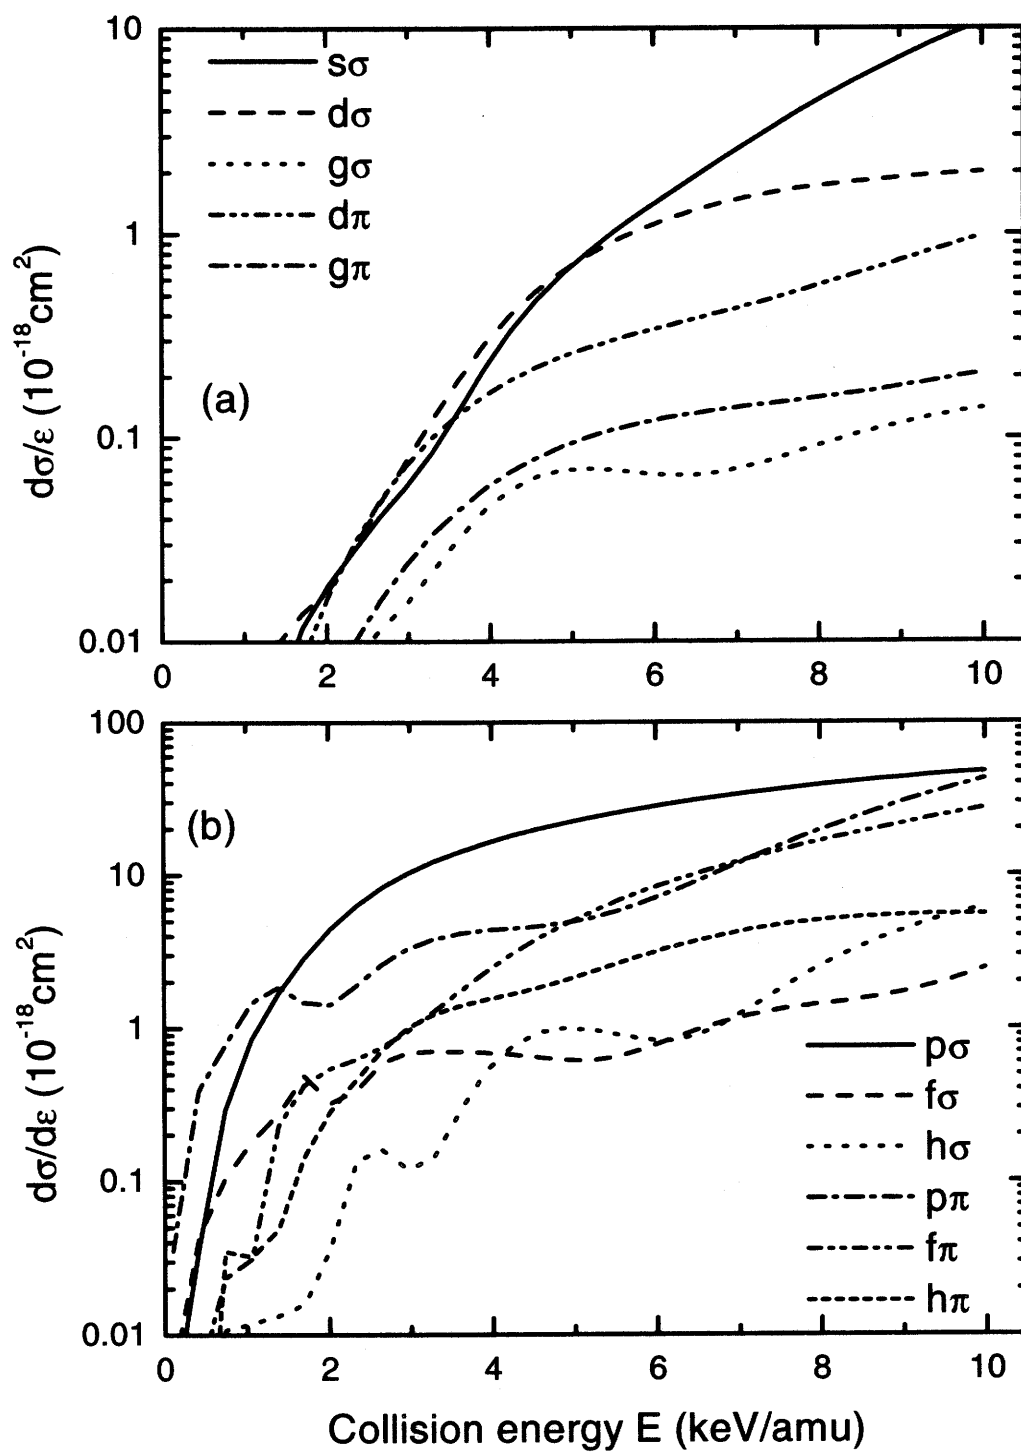 10
1
0.1
0.01
dσ/ε (10⁻¹⁸cm²)
sσ
dσ
gσ
dπ
gπ
(a)
0 2 4 6 8 10
100
10
1
0.1
0.01
dσ/dε (10⁻¹⁸cm²)
(b)
pσ
fσ
hσ
pπ
fπ
hπ
0 2 4 6 8 10
Collision energy E (keV/amu)